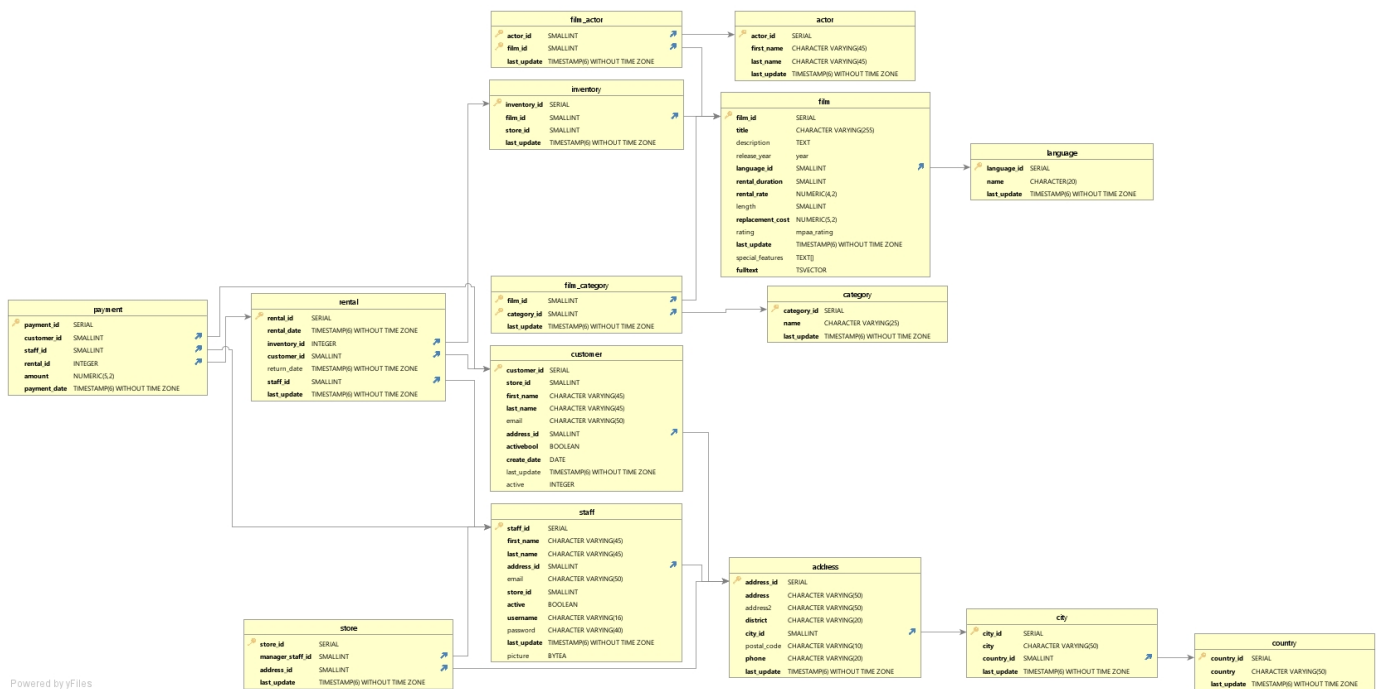 film_actor
actor_id SMALLINT
film_id SMALLINT
last_update TIMESTAMP(6) WITHOUT TIME ZONE
actor
actor_id SERIAL
first_name CHARACTER VARYING(45)
last_name CHARACTER VARYING(45)
last_update TIMESTAMP(6) WITHOUT TIME ZONE
inventory
inventory_id SERIAL
film_id SMALLINT
store_id SMALLINT
last_update TIMESTAMP(6) WITHOUT TIME ZONE
film
film_id SERIAL
title CHARACTER VARYING(255)
description TEXT
release_year year
language_id SMALLINT
rental_duration SMALLINT
rental_rate NUMERIC(4,2)
length SMALLINT
replacement_cost NUMERIC(5,2)
rating mpaa_rating
last_update TIMESTAMP(6) WITHOUT TIME ZONE
special_features TEXT[]
fulltext TSVECTOR
language
language_id SERIAL
name CHARACTER(20)
last_update TIMESTAMP(6) WITHOUT TIME ZONE
payment
payment_id SERIAL
customer_id SMALLINT
staff_id SMALLINT
rental_id INTEGER
amount NUMERIC(5,2)
payment_date TIMESTAMP(6) WITHOUT TIME ZONE
rental
rental_id SERIAL
rental_date TIMESTAMP(6) WITHOUT TIME ZONE
inventory_id INTEGER
customer_id SMALLINT
return_date TIMESTAMP(6) WITHOUT TIME ZONE
staff_id SMALLINT
last_update TIMESTAMP(6) WITHOUT TIME ZONE
film_category
film_id SMALLINT
category_id SMALLINT
last_update TIMESTAMP(6) WITHOUT TIME ZONE
category
category_id SERIAL
name CHARACTER VARYING(25)
last_update TIMESTAMP(6) WITHOUT TIME ZONE
customer
customer_id SERIAL
store_id SMALLINT
first_name CHARACTER VARYING(45)
last_name CHARACTER VARYING(45)
email CHARACTER VARYING(50)
address_id SMALLINT
activebool BOOLEAN
create_date DATE
last_update TIMESTAMP(6) WITHOUT TIME ZONE
active INTEGER
staff
staff_id SERIAL
first_name CHARACTER VARYING(45)
last_name CHARACTER VARYING(45)
address_id SMALLINT
email CHARACTER VARYING(50)
store_id SMALLINT
active BOOLEAN
username CHARACTER VARYING(16)
password CHARACTER VARYING(40)
last_update TIMESTAMP(6) WITHOUT TIME ZONE
picture BYTEA
store
store_id SERIAL
manager_staff_id SMALLINT
address_id SMALLINT
last_update TIMESTAMP(6) WITHOUT TIME ZONE
address
address_id SERIAL
address CHARACTER VARYING(50)
address2 CHARACTER VARYING(50)
district CHARACTER VARYING(20)
city_id SMALLINT
postal_code CHARACTER VARYING(10)
phone CHARACTER VARYING(20)
last_update TIMESTAMP(6) WITHOUT TIME ZONE
city
city_id SERIAL
city CHARACTER VARYING(50)
country_id SMALLINT
last_update TIMESTAMP(6) WITHOUT TIME ZONE
country
country_id SERIAL
country CHARACTER VARYING(50)
last_update TIMESTAMP(6) WITHOUT TIME ZONE
Powered by yFiles